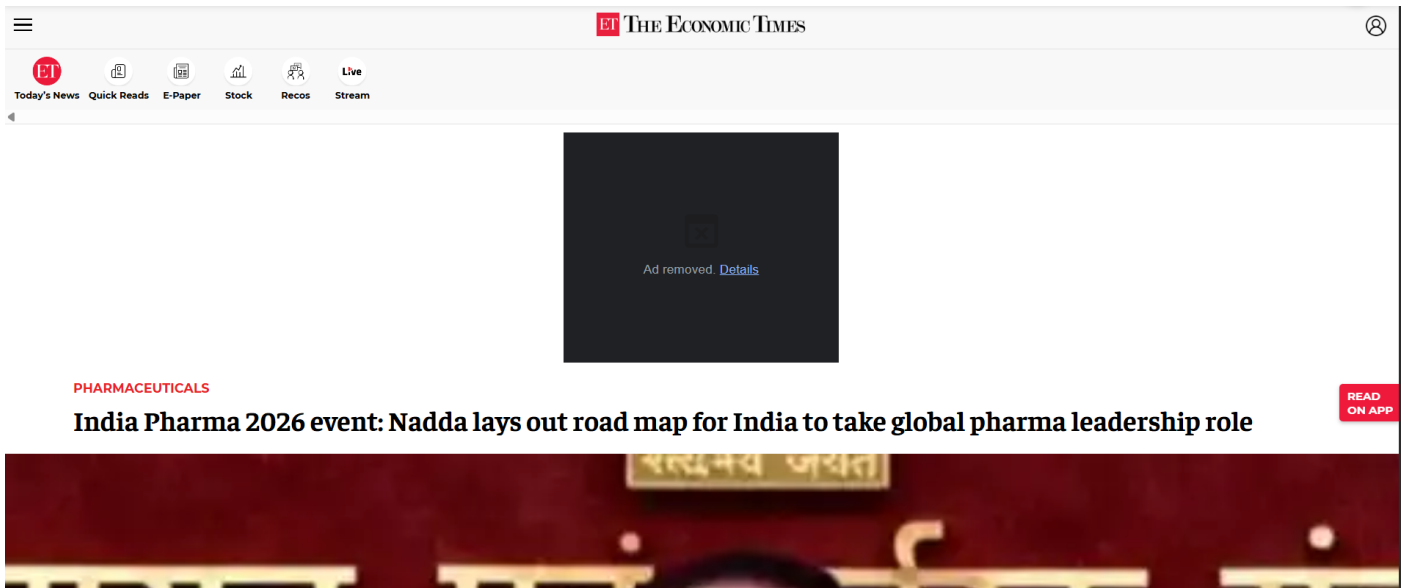 ET THE ECONOMIC TIMES
ET
Live
Today's News Quick Reads E-Paper Stock Recos Stream
Ad removed. Details
PHARMACEUTICALS
READ
ON APP
India Pharma 2026 event: Nadda lays out road map for India to take global pharma leadership role